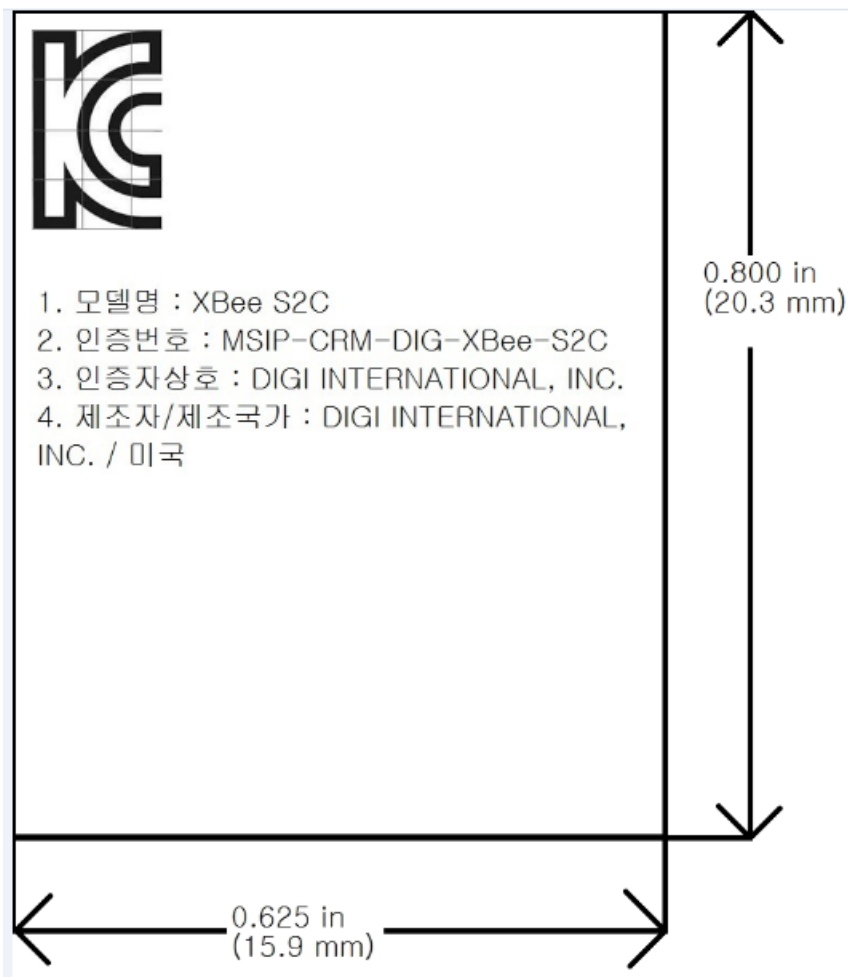 KC
1. 모델명 : XBee S2C
2. 인증번호 : MSIP-CRM-DIG-XBee-S2C
3. 인증자상호 : DIGI INTERNATIONAL, INC.
4. 제조자/제조국가 : DIGI INTERNATIONAL,
INC. / 미국
0.800 in
(20.3 mm)
0.625 in
(15.9 mm)